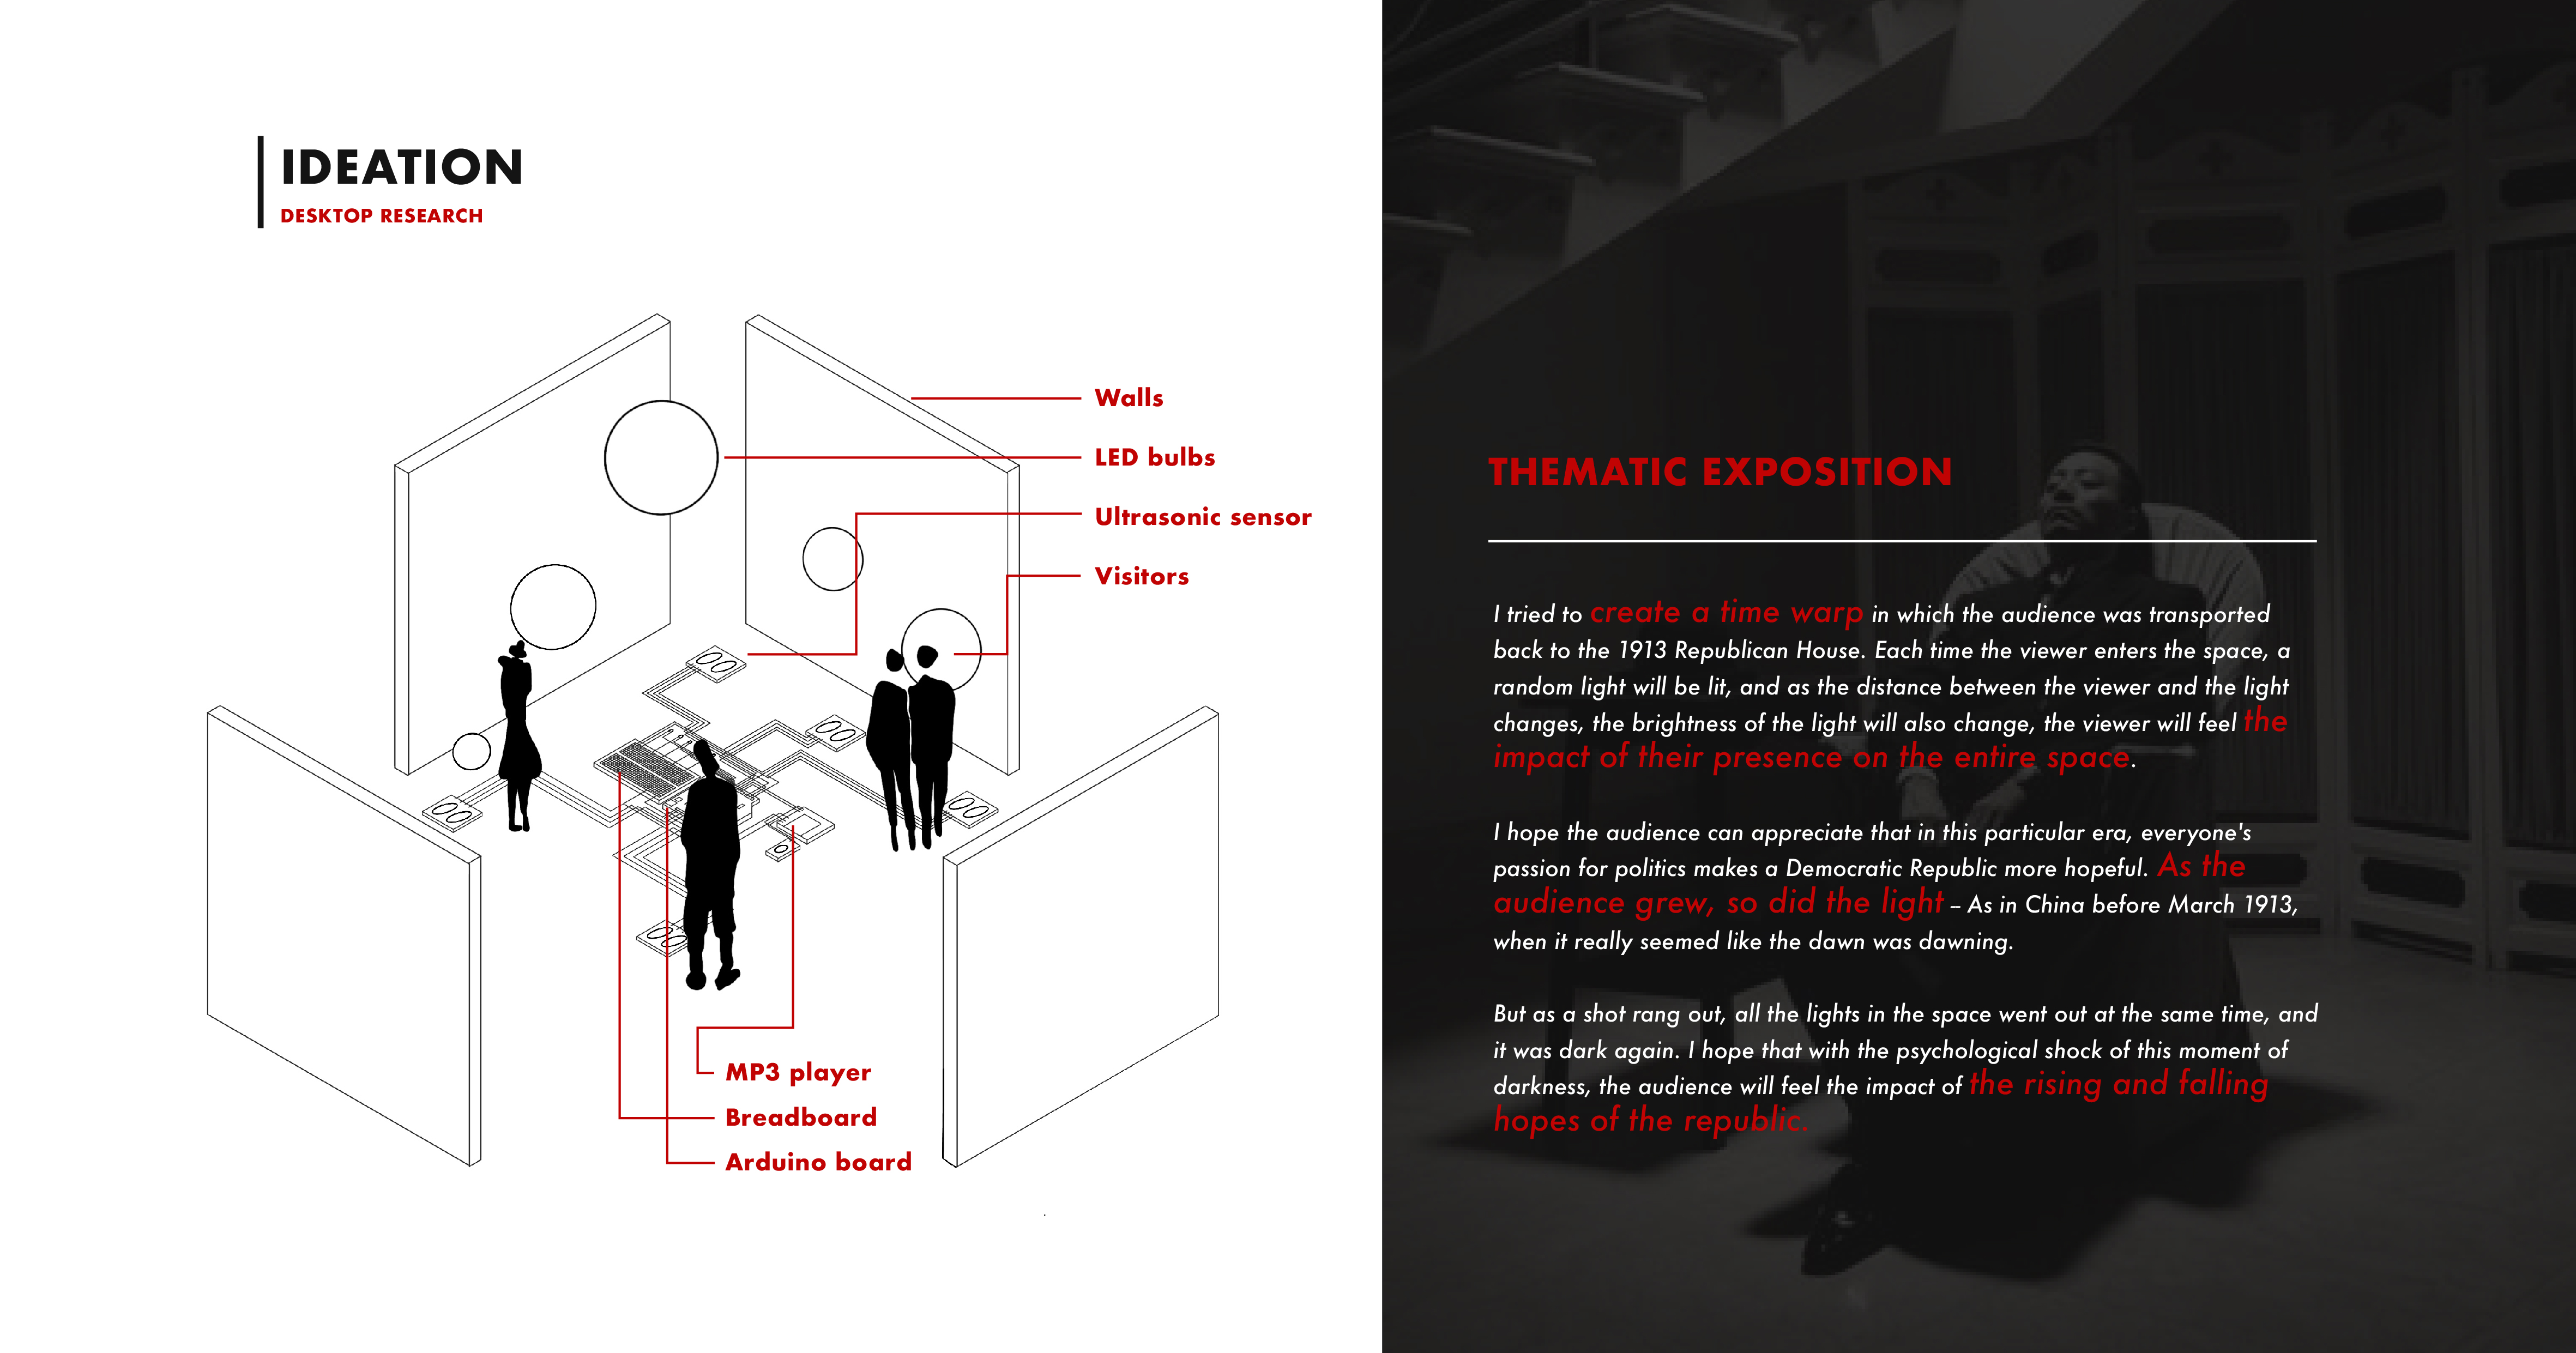 IDEATION
DESKTOP RESEARCH
Walls
LED bulbs
Ultrasonic sensor
Visitors
MP3 player
Breadboard
Arduino board
THEMATIC EXPOSITION
I tried to create a time warp in which the audience was transported
back to the 1913 Republican House. Each time the viewer enters the space, a
random light will be lit, and as the distance between the viewer and the light
changes, the brightness of the light will also change, the viewer will feel the
impact of their presence on the entire space.
I hope the audience can appreciate that in this particular era, everyone's
passion for politics makes a Democratic Republic more hopeful. As the
audience grew, so did the light – As in China before March 1913,
when it really seemed like the dawn was dawning.
But as a shot rang out, all the lights in the space went out at the same time, and
it was dark again. I hope that with the psychological shock of this moment of
darkness, the audience will feel the impact of the rising and falling
hopes of the republic.